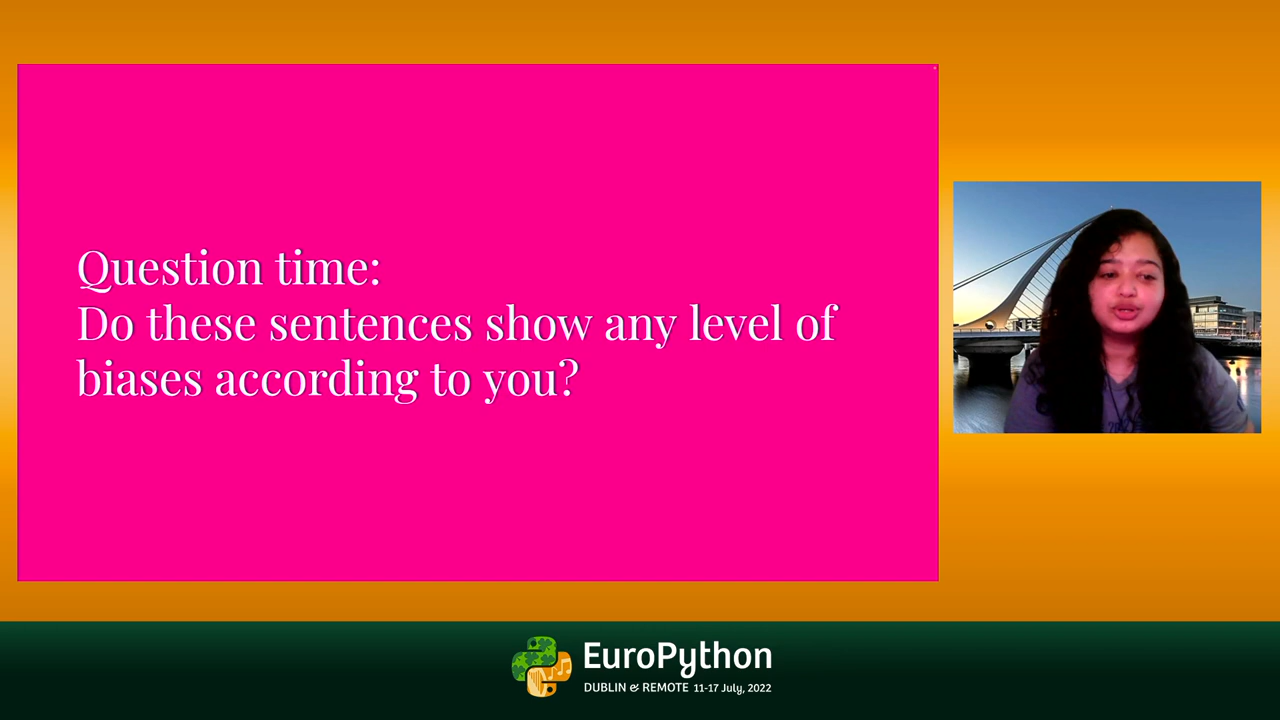 Question time:
Do these sentences show any level of
biases according to you?
EuroPython
DUBLIN & REMOTE 11-17 July, 2022